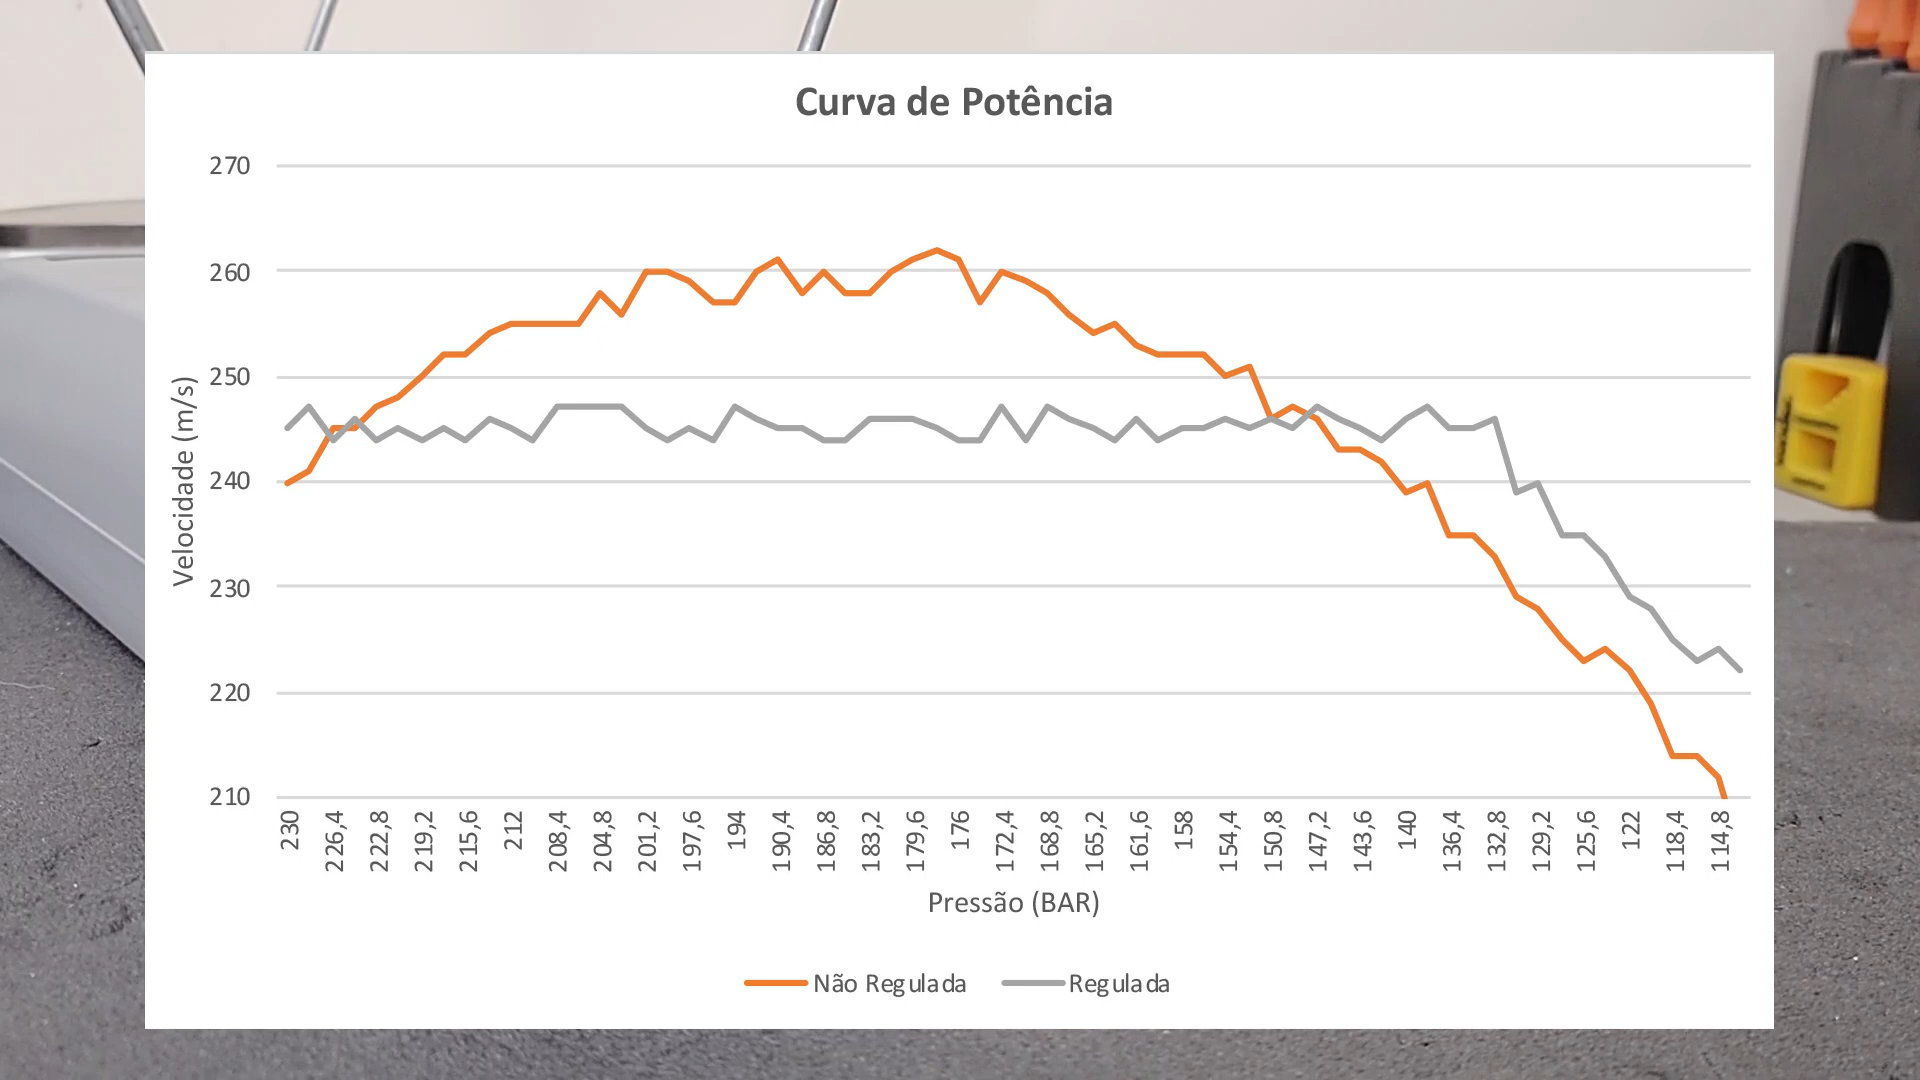 Curva de Potência
270
260
250
240
230
220
210
Velocidade (m/s)
230 226,4 222,8 219,2 215,6 212 208,4 204,8 201,2 197,6 194 190,4 186,8 183,2 179,6 176 172,4 168,8 165,2 161,6 158 154,4 150,8 147,2 143,6 140 136,4 132,8 129,2 125,6 122 118,4 114,8
Pressão (BAR)
Não Regulada Regulada